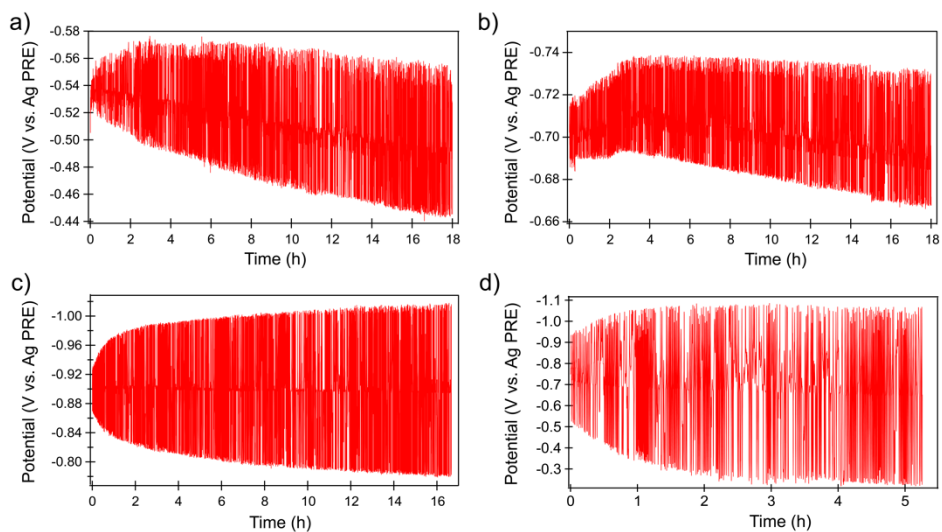 a)
Potential (V vs. Ag PRE)
-0.58
-0.56
-0.54
-0.52
-0.50
-0.48
-0.46
-0.44
0 2 4 6 8 10 12 14 16 18
Time (h)
b)
Potential (V vs. Ag PRE)
-0.74
-0.72
-0.70
-0.68
-0.66
0 2 4 6 8 10 12 14 16 18
Time (h)
c)
Potential (V vs. Ag PRE)
-1.00
-0.96
-0.92
-0.88
-0.84
-0.80
0 2 4 6 8 10 12 14 16
Time (h)
d)
Potential (V vs. Ag PRE)
-1.1
-1.0
-0.9
-0.8
-0.7
-0.6
-0.5
-0.4
-0.3
0 1 2 3 4 5
Time (h)